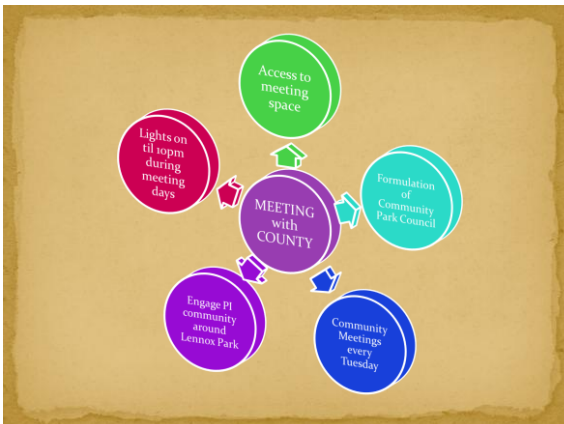 Access to
meeting
space
Lights on
til 10pm
during
meeting
days
Formulation
of
Community
Park Council
MEETING
with
COUNTY
Engage PI
community
around
Lennox Park
Community
Meetings
every
Tuesday